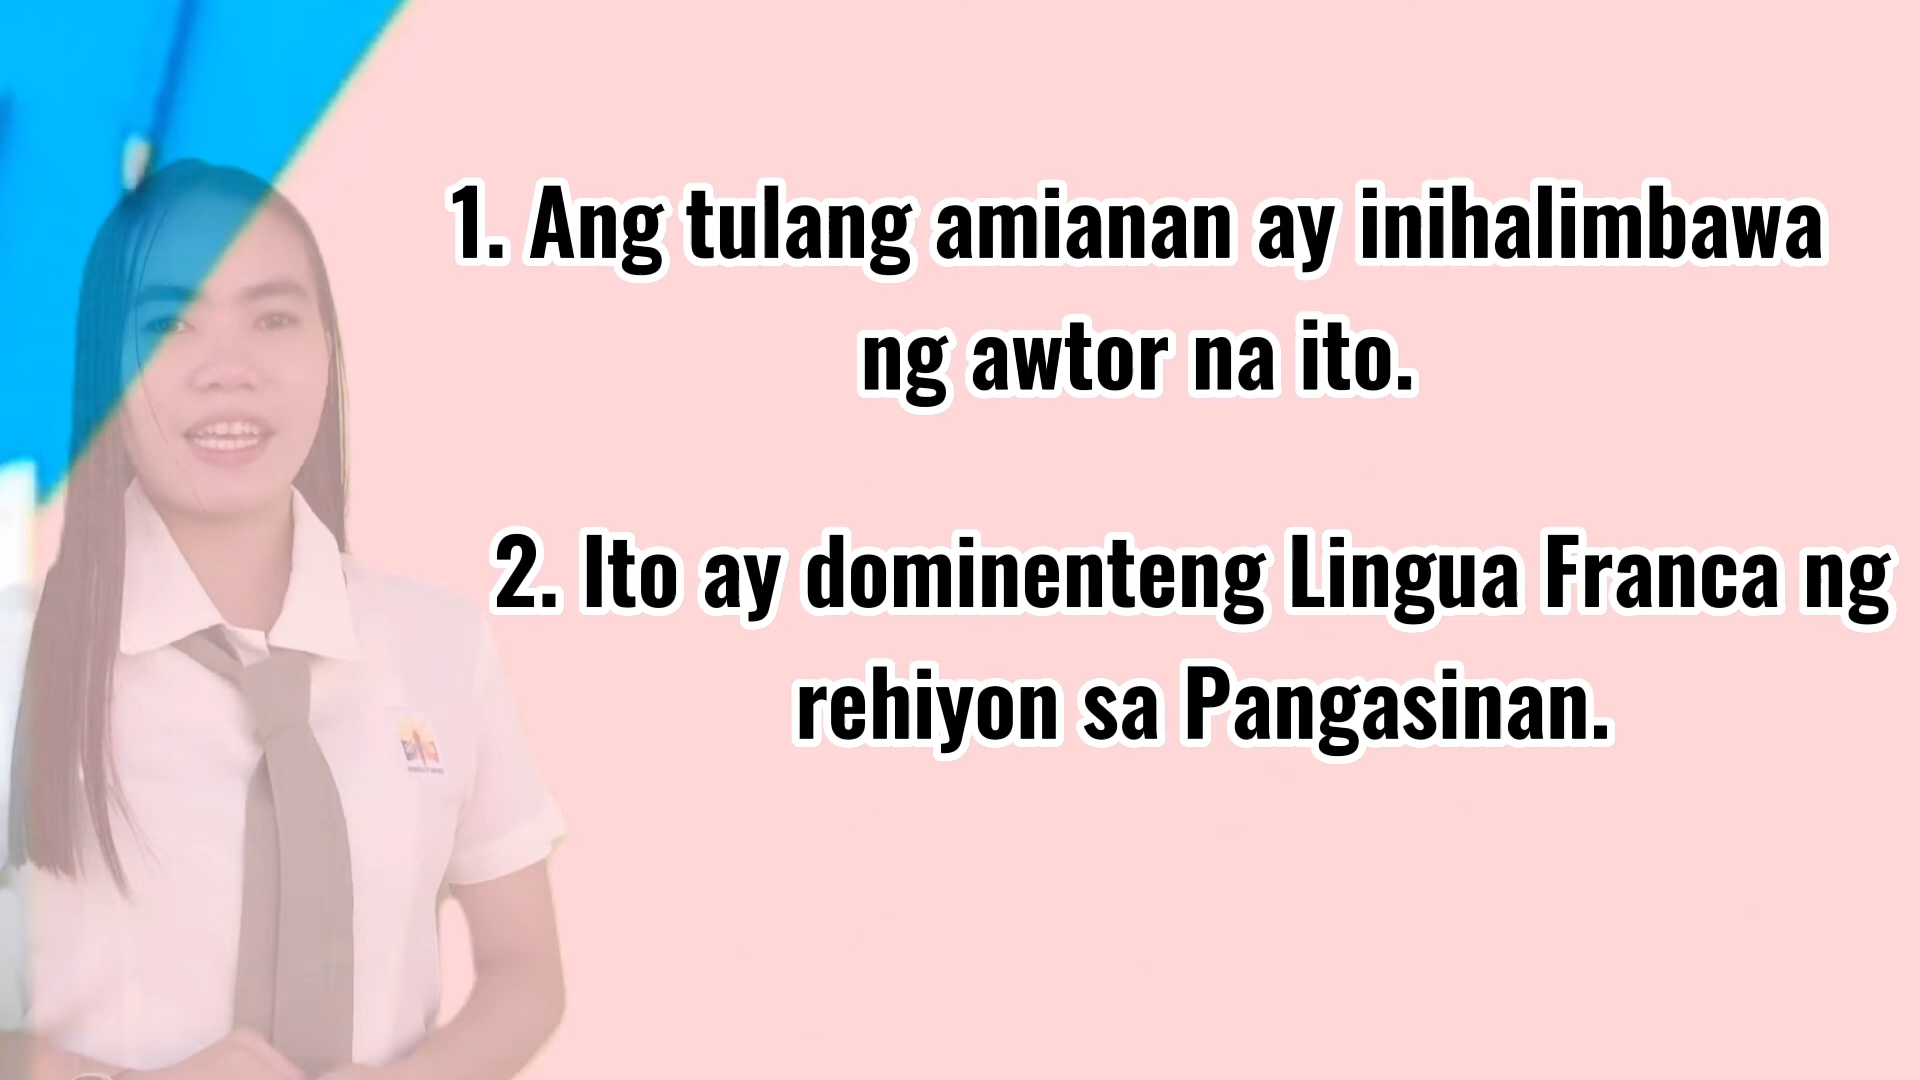 1. Ang tulang amianan ay inihalimbawa
ng awtor na ito.
2. Ito ay dominenteng Lingua Franca ng
rehiyon sa Pangasinan.